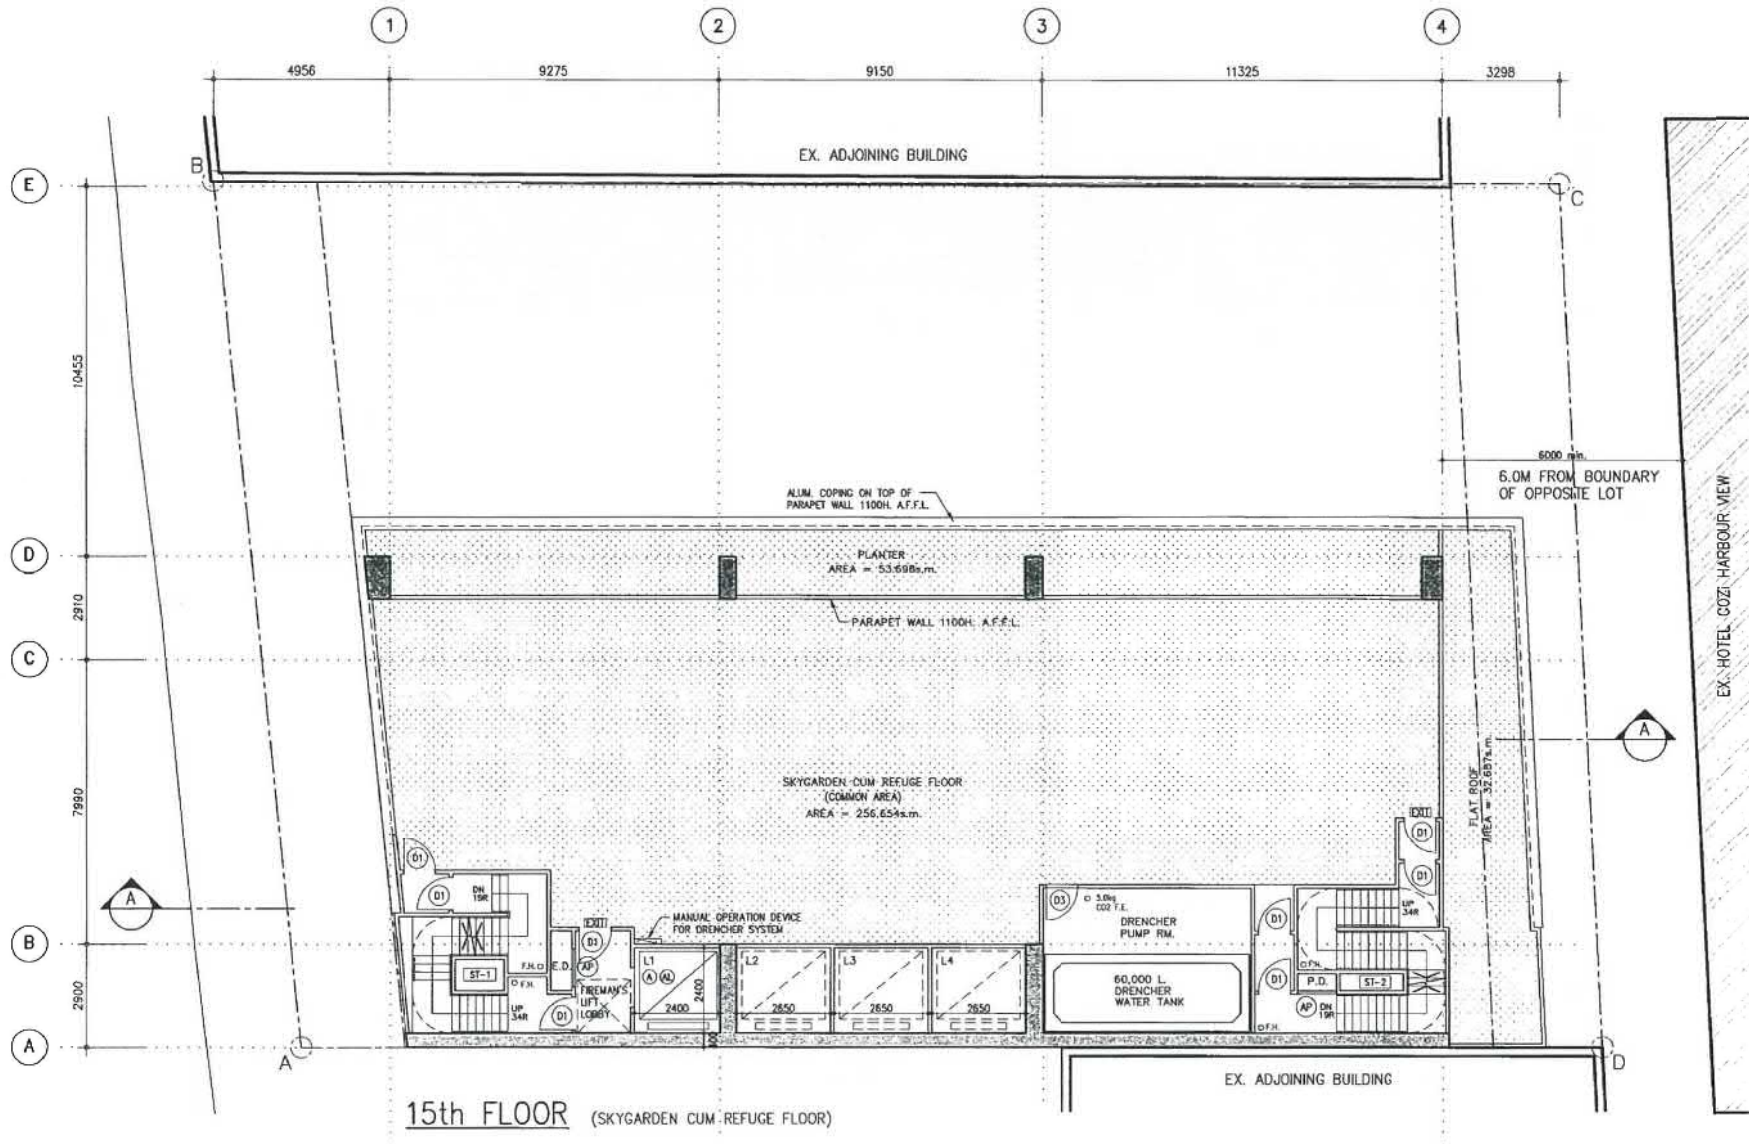 1
2
3
4
4956
9275
9150
11325
3298
EX. ADJOINING BUILDING
B
E
C
10455
6000 min.
6.0M FROM BOUNDARY
OF OPPOSITE LOT
EX. HOTEL COZI HARBOUR VIEW
ALUM. COPING ON TOP OF
PARAPET WALL 1100H. A.F.F.L.
D
PLANTER
AREA = 53.698s.m.
2910
PARAPET WALL 1100H. A.F.F.L.
C
A
7990
SKYGARDEN CUM REFUGE FLOOR
(COMMON AREA)
AREA = 256.654s.m.
FLAT ROOF
AREA = 32.687s.m.
EXIT
D1
D1
D1
D1
DN
19R
A
MANUAL OPERATION DEVICE
FOR DRENCHER SYSTEM
D3
5.0kg
CO2 F.E.
DRENCHER
PUMP RM.
D1
UP
34R
EXIT
D1
B
F.H.
E.D.
AP
L1
A
AL
L2
L3
L4
F.H.
ST-1
F.H.
FIREMAN'S
LIFT
LOBBY
2400
2400
2650
2650
2650
60,000 L.
DRENCHER
WATER TANK
D1
P.D.
ST-2
2900
UP
34R
D1
AP
DN
19R
F.H.
A
A
D
EX. ADJOINING BUILDING
15th FLOOR (SKYGARDEN CUM REFUGE FLOOR)